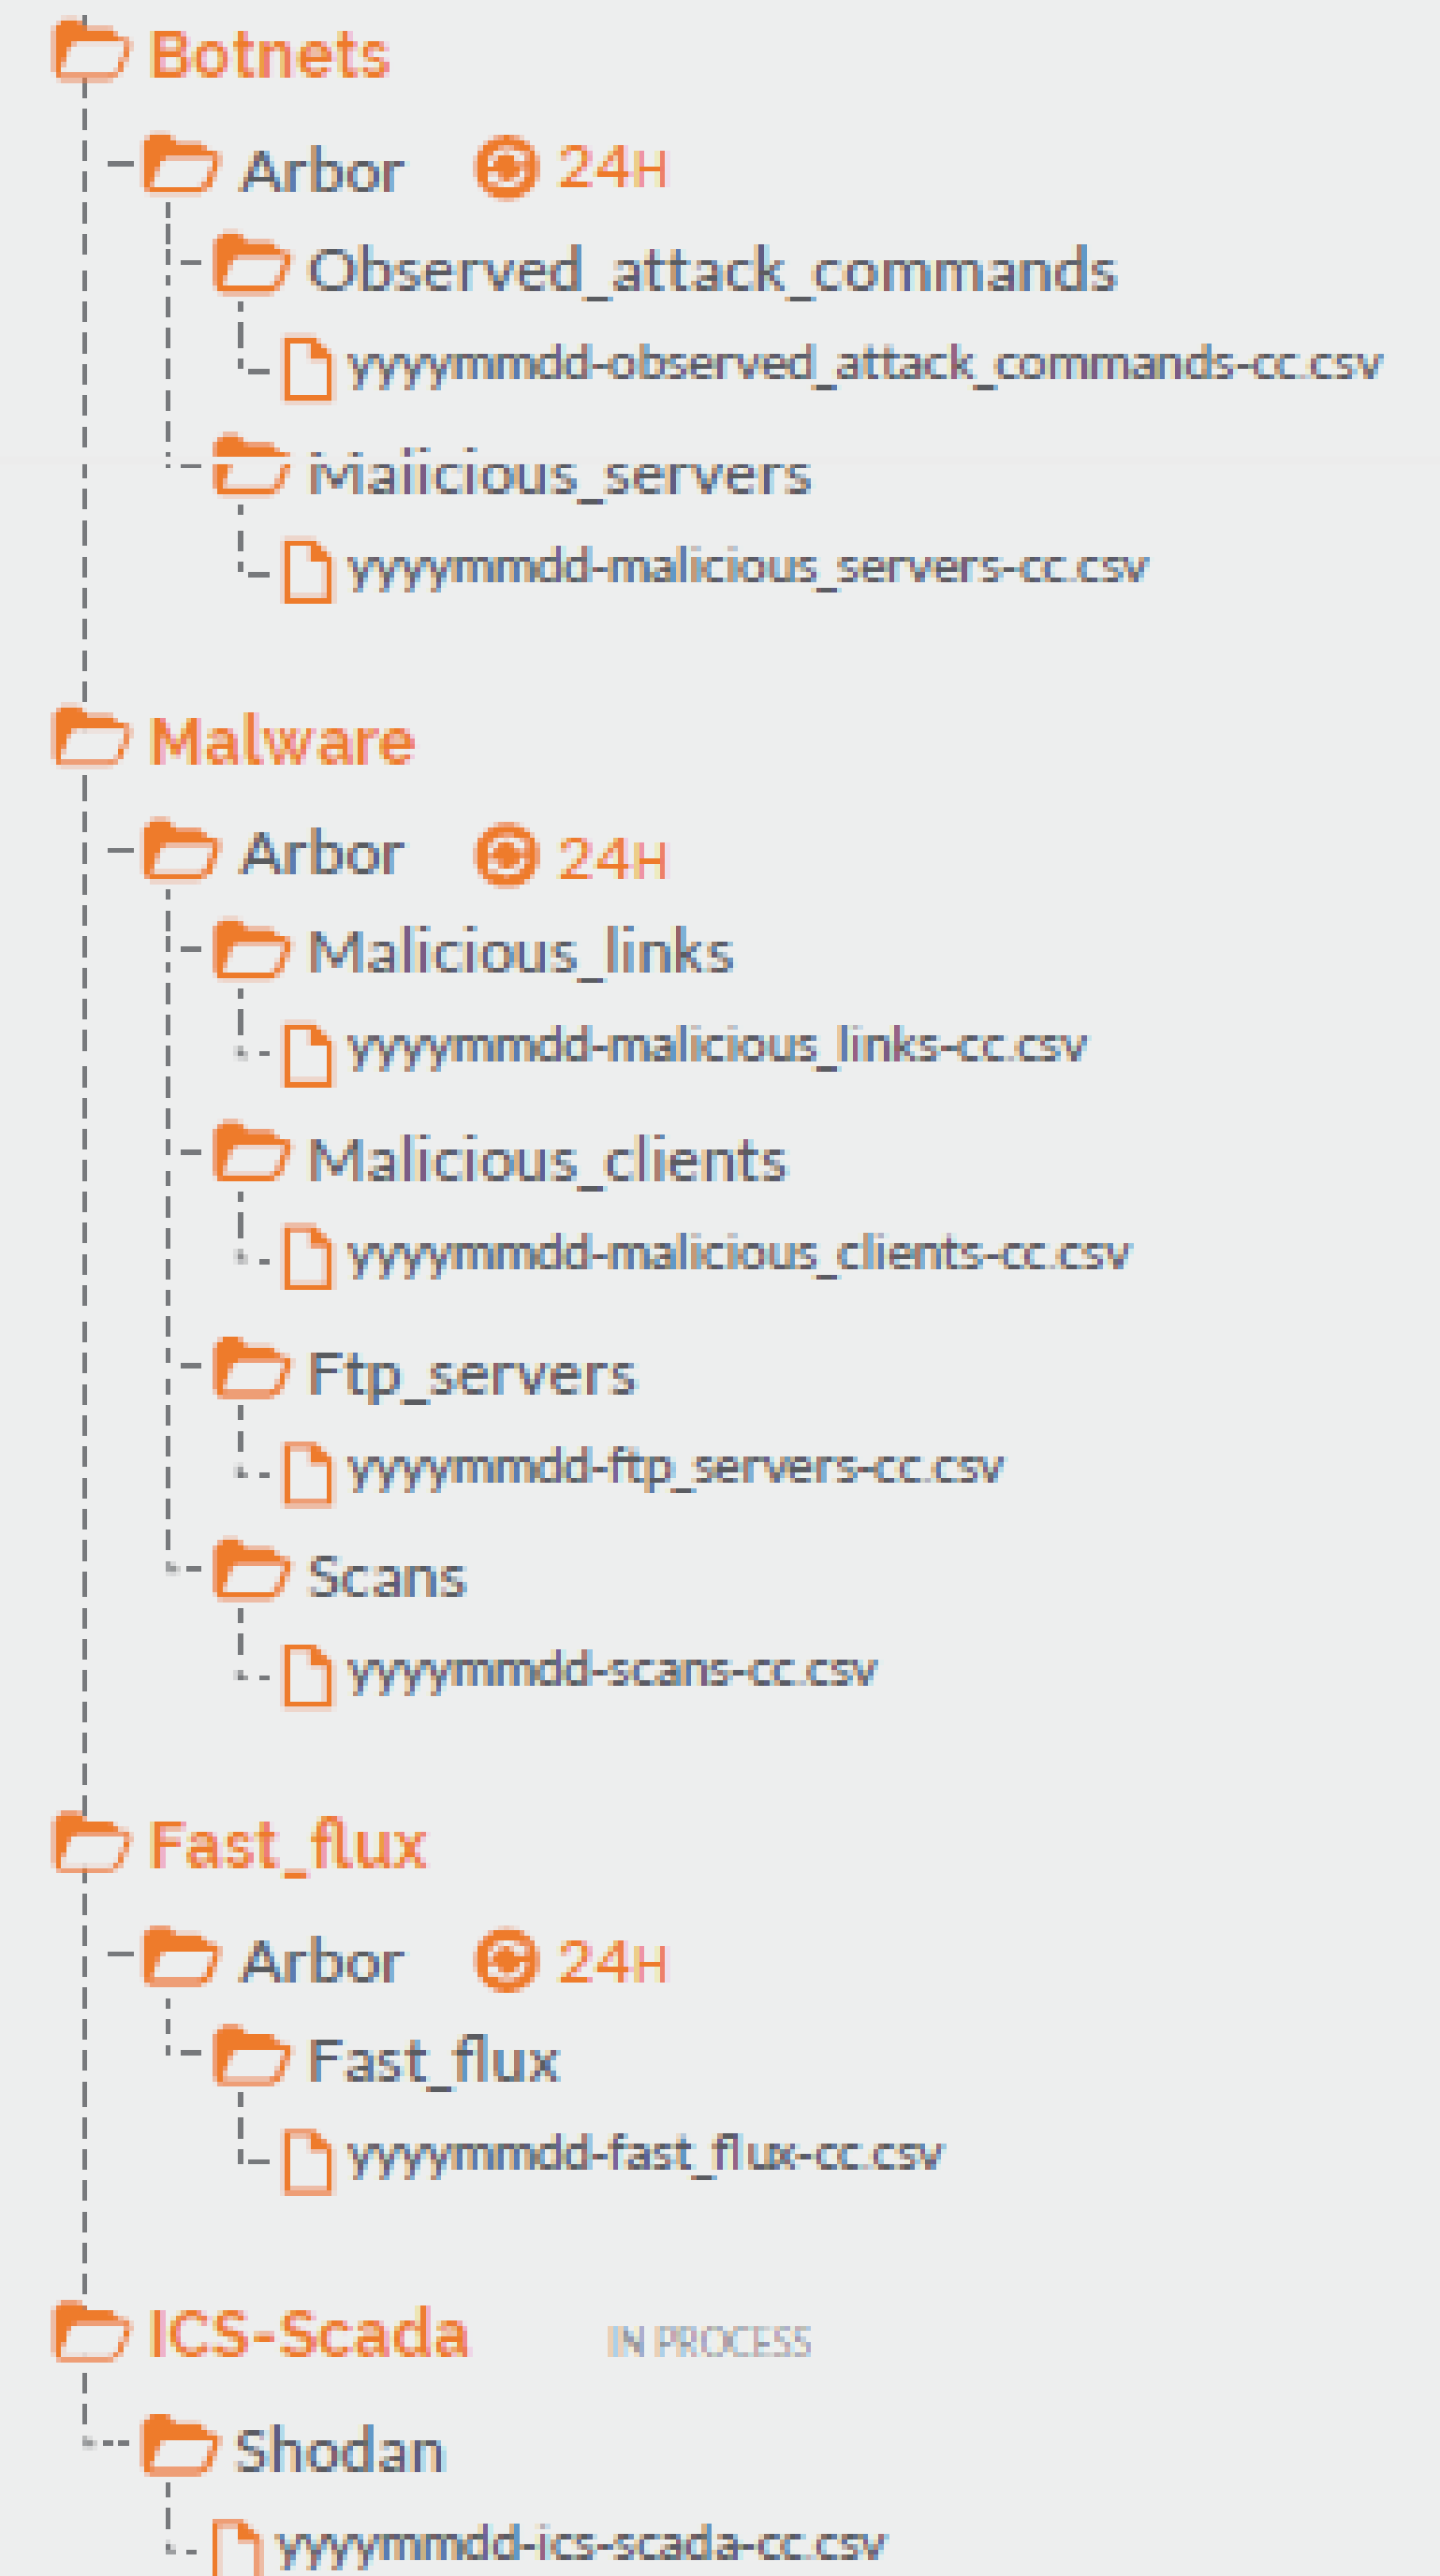 Botnets
Arbor 24H
Observed_attack_commands
yyyymmdd-observed_attack_commands-cc.csv
Malicious_servers
yyyymmdd-malicious_servers-cc.csv
Malware
Arbor 24H
Malicious_links
yyyymmdd-malicious_links-cc.csv
Malicious_clients
yyyymmdd-malicious_clients-cc.csv
Ftp_servers
yyyymmdd-ftp_servers-cc.csv
Scans
yyyymmdd-scans-cc.csv
Fast_flux
Arbor 24H
Fast_flux
yyyymmdd-fast_flux-cc.csv
ICS-Scada IN PROCESS
Shodan
yyyymmdd-ics-scada-cc.csv